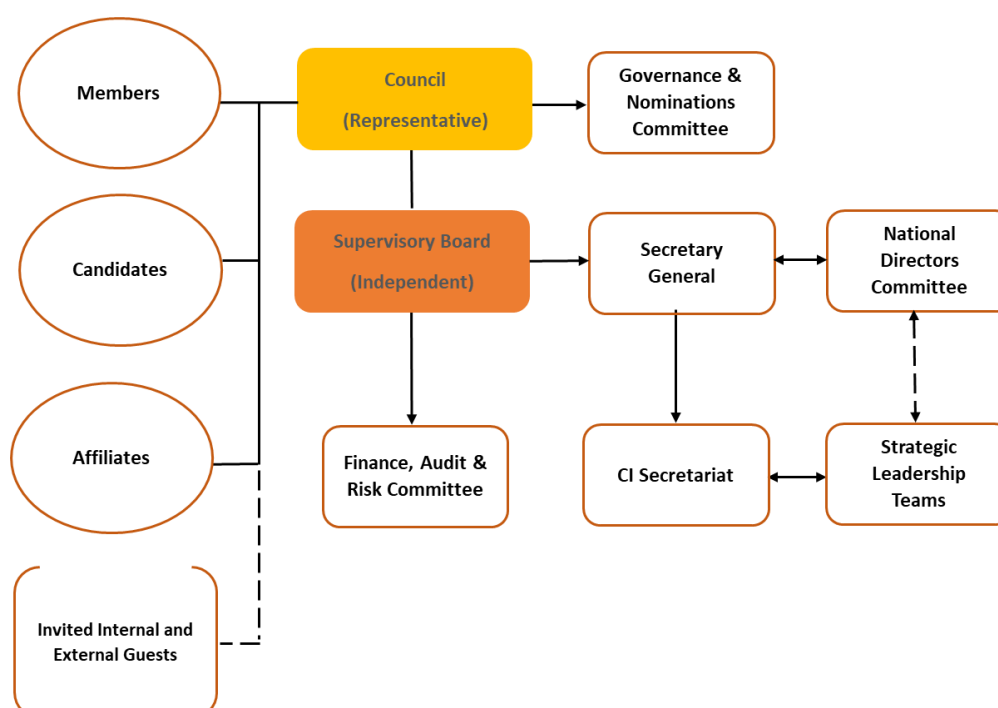 Members
Council
(Representative)
Governance &
Nominations
Committee
Candidates
Supervisory Board
(Independent)
Secretary
General
National
Directors
Committee
Affiliates
Finance, Audit &
Risk Committee
CI Secretariat
Strategic
Leadership
Teams
Invited Internal and
External Guests